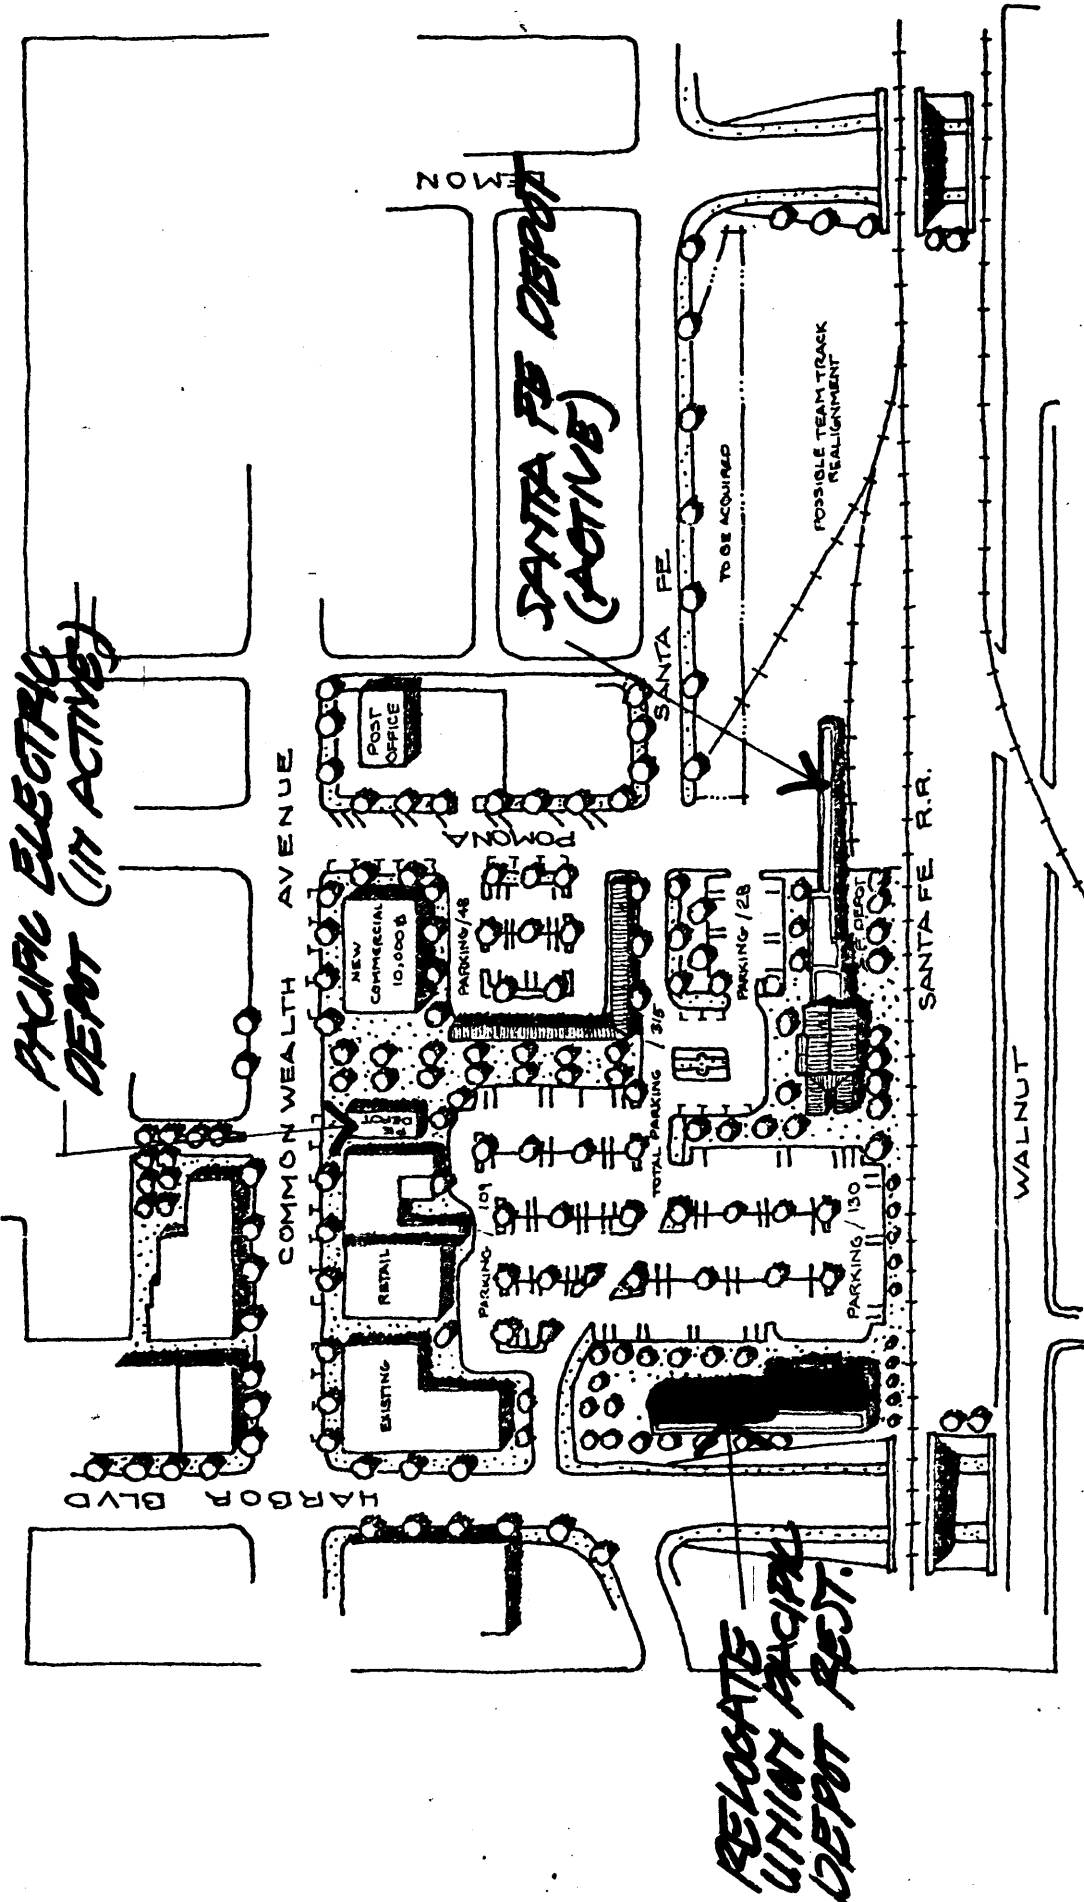 PACIFIC ELECTRIC
DEPOT (IN ACTIVE)
SANTA FE DEPOT
(ACTIVE)
RELOCATE
UNION PACIFIC
DEPOT REST.
HARBOR BLVD
COMMONWEALTH AVENUE
LEMON
POMONA
SANTA FE
EXISTING
RETAIL
P.E.
DEPOT
NEW
COMMERCIAL
10,000
POST
OFFICE
PARKING / 109
PARKING / 48
TOTAL PARKING / 315
PARKING / 28
PARKING / 130
S.F. DEPOT
TO BE ACQUIRED
POSSIBLE TEAM TRACK
REALIGNMENT
SANTA FE R.R.
WALNUT